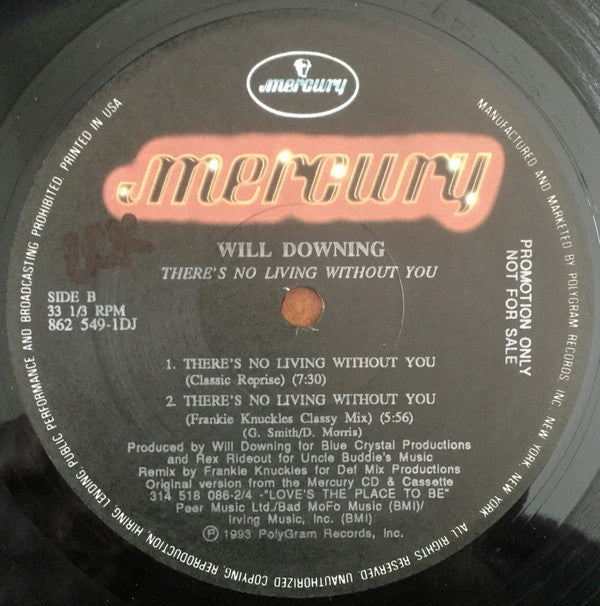 mercury
mercury
WILL DOWNING
THERE'S NO LIVING WITHOUT YOU
SIDE B
33 1/3 RPM
862 549-1DJ
PROMOTION ONLY
NOT FOR SALE
1. THERE'S NO LIVING WITHOUT YOU
(Classic Reprise) (7:30)
2. THERE'S NO LIVING WITHOUT YOU
(Frankie Knuckles Classy Mix) (5:56)
(G. Smith/D. Morris)
Produced by Will Downing for Blue Crystal Productions
and Rex Rideout for Uncle Buddie's Music
Remix by Frankie Knuckles for Def Mix Productions
Original version from the Mercury CD & Cassette
314 518 086-2/4 -"LOVE'S THE PLACE TO BE"
Peer Music Ltd./Bad MoFo Music (BMI)/
Irving Music, Inc. (BMI)
Ⓟ 1993 PolyGram Records, Inc.
MANUFACTURED AND MARKETED BY POLYGRAM RECORDS INC. NEW YORK, NEW YORK. ALL RIGHTS RESERVED. UNAUTHORIZED COPYING, REPRODUCTION, HIRING, LENDING, PUBLIC PERFORMANCE AND BROADCASTING PROHIBITED. PRINTED IN USA